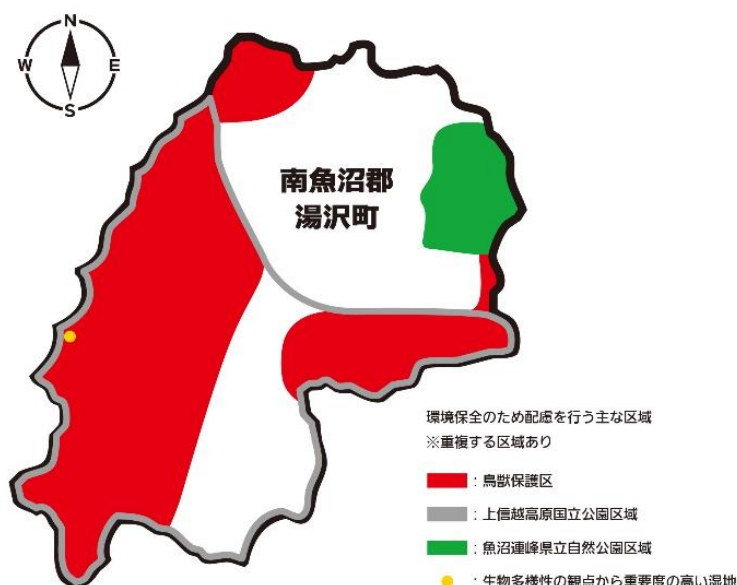 N
W E
S
南魚沼郡
湯沢町
環境保全のため配慮を行う主な区域
※重複する区域あり
：鳥獣保護区
：上信越高原国立公園区域
：魚沼連峰県立自然公園区域
：生物多様性の観点から重要度の高い湿地